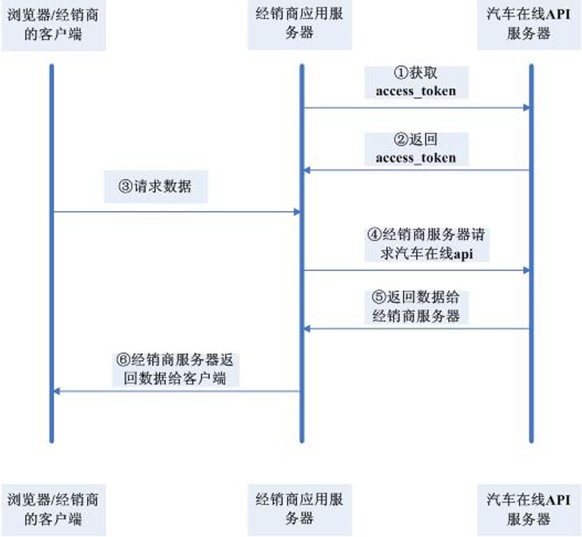 浏览器/经销商
的客户端
经销商应用服
务器
汽车在线API
服务器
①获取
access_token
②返回
access_token
③请求数据
④经销商服务器请
求汽车在线api
⑤返回数据给
经销商服务器
⑥经销商服务器返
回数据给客户端
浏览器/经销商
的客户端
经销商应用服
务器
汽车在线API
服务器